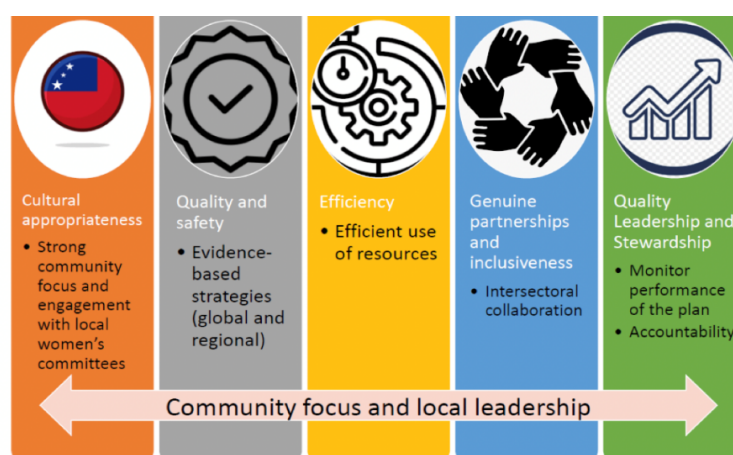 Cultural
appropriateness
• Strong
community
focus and
engagement
with local
women's
committees
Quality and
safety
• Evidence-
based
strategies
(global and
regional)
Efficiency
• Efficient use
of resources
Genuine
partnerships
and
inclusiveness
• Intersectoral
collaboration
Quality
Leadership and
Stewardship
• Monitor
performance
of the plan
• Accountability
Community focus and local leadership